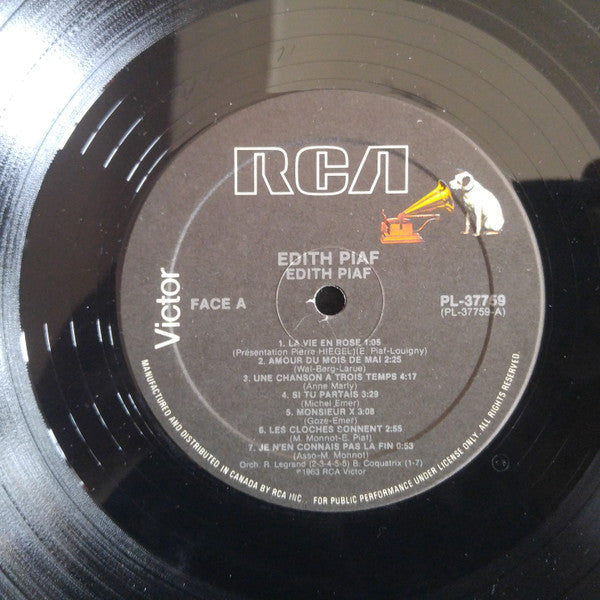 RCA
Victor
EDITH PIAF
EDITH PIAF
FACE A
PL-37759
(PL-37759-A)
1. LA VIE EN ROSE 1:05
(Présentation Pierre HIEGEL)(E. Piaf-Louigny)
2. AMOUR DU MOIS DE MAI 2:25
(Wal-Berg-Larue)
3. UNE CHANSON A TROIS TEMPS 4:17
(Anne Marly)
4. SI TU PARTAIS 3:29
(Michel Emer)
5. MONSIEUR X 3:08
(Gaze-Emer)
6. LES CLOCHES SONNENT 2:55
(M. Monnot-E. Piaf)
7. JE N'EN CONNAIS PAS LA FIN 0:53
(Asso-M. Monnot)
Orch. R. Legrand (2-3-4-5-6) B. Coquatrix (1-7)
℗1963 RCA Victor
MANUFACTURED AND DISTRIBUTED IN CANADA BY RCA INC. FOR PUBLIC PERFORMANCE UNDER LICENSE ONLY. ALL RIGHTS RESERVED.